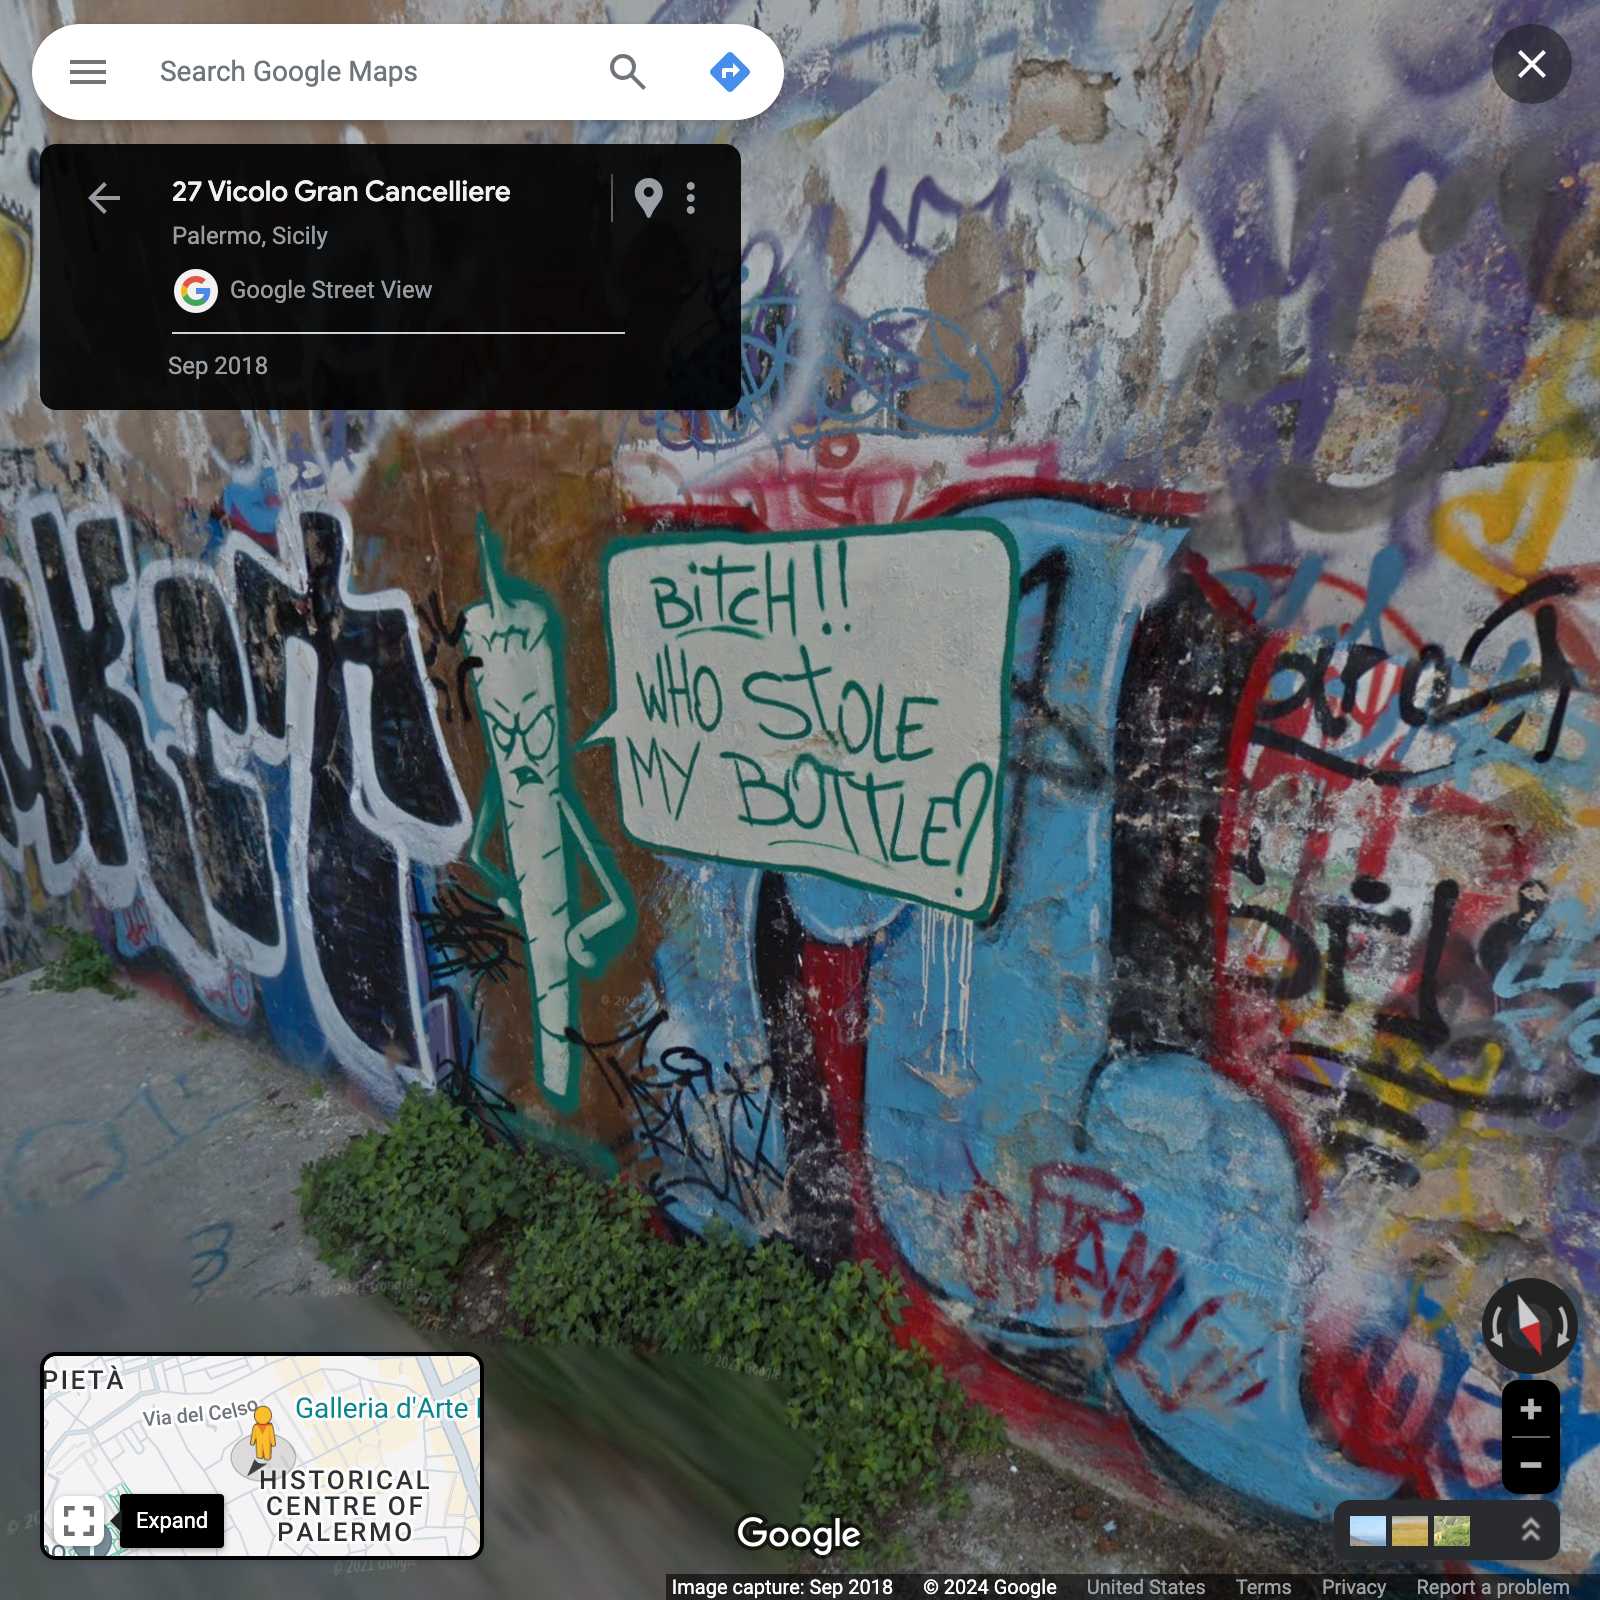 Search Google Maps
27 Vicolo Gran Cancelliere
Palermo, Sicily
Google Street View
Sep 2018
BiTCH!!
WHO STOLE
MY BOTTLE?
PIETÀ
Via del Celso
Galleria d'Arte
HISTORICAL
CENTRE OF
PALERMO
Expand
Google
Image capture: Sep 2018 © 2024 Google United States Terms Privacy Report a problem